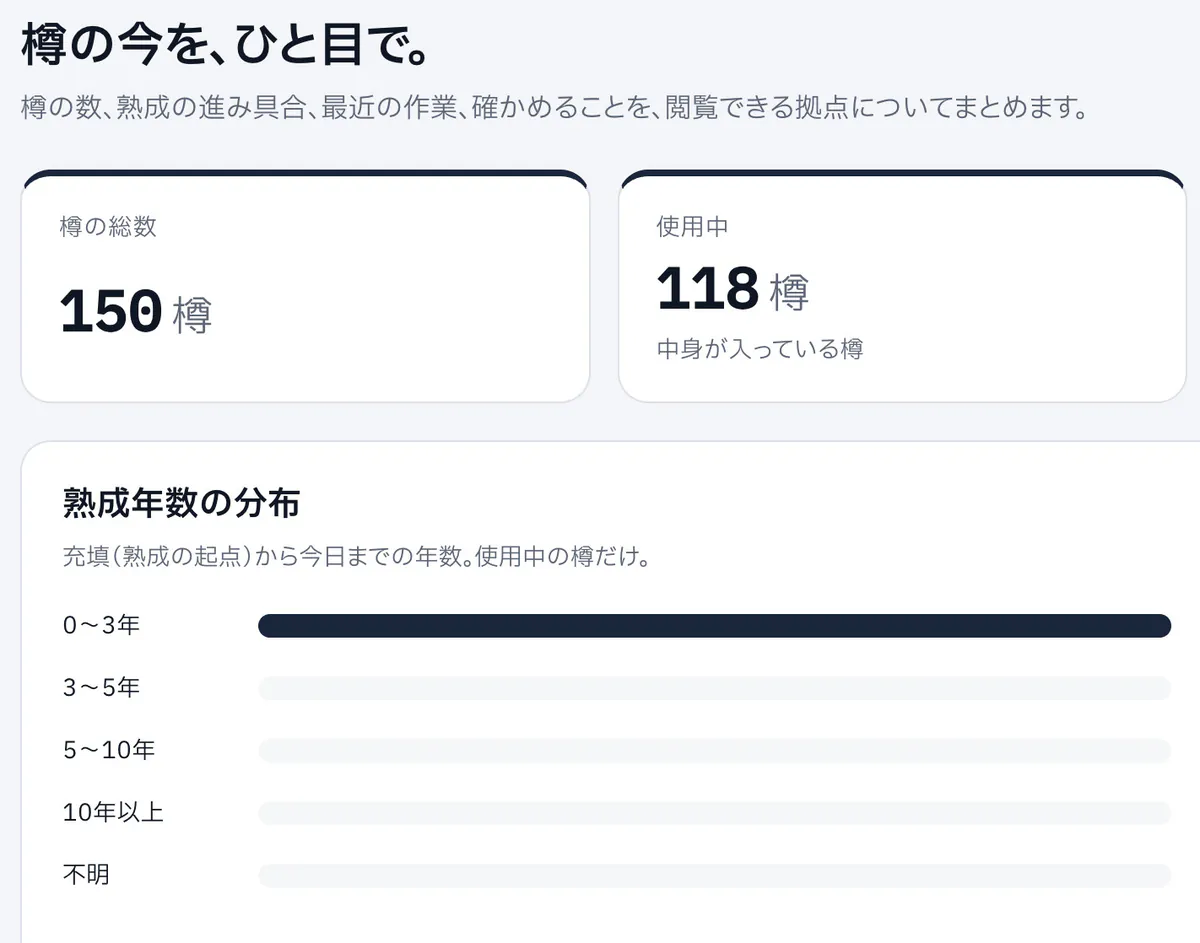 樽の今を、ひと目で。
樽の数、熟成の進み具合、最近の作業、確かめることを、閲覧できる拠点についてまとめます。
樽の総数
150 樽
使用中
118 樽
中身が入っている樽
熟成年数の分布
充填（熟成の起点）から今日までの年数。使用中の樽だけ。
0〜3年
3〜5年
5〜10年
10年以上
不明